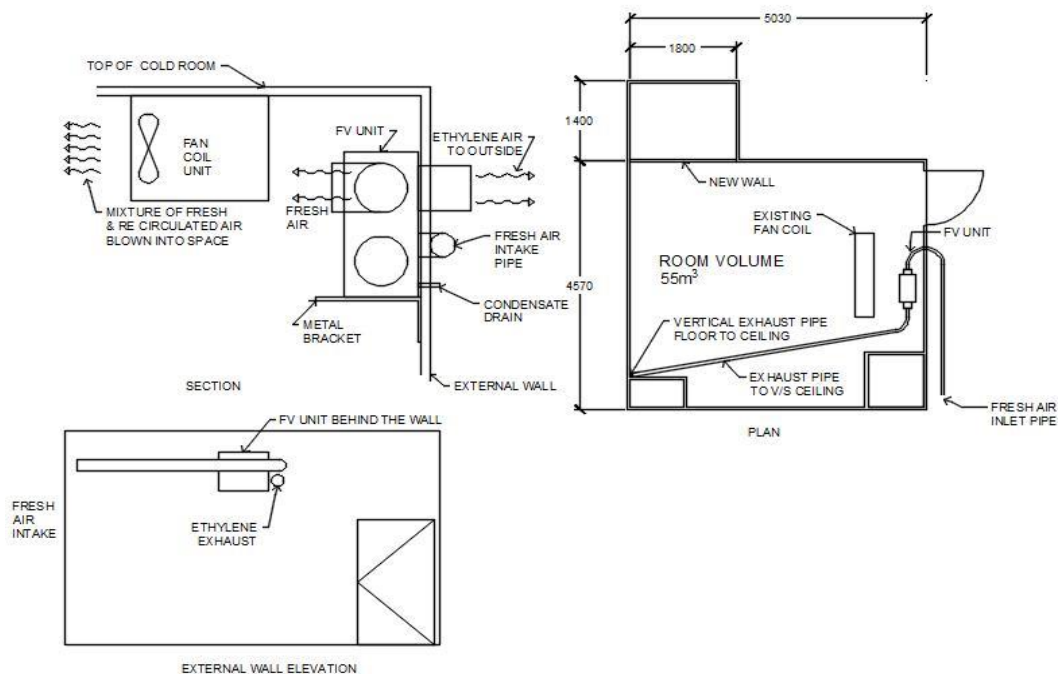 TOP OF COLD ROOM
FV UNIT
ETHYLENE AIR
TO OUTSIDE
FAN
COIL
UNIT
MIXTURE OF FRESH
& RE CIRCULATED AIR
BLOWN INTO SPACE
FRESH
AIR
FRESH AIR
INTAKE
PIPE
CONDENSATE
DRAIN
METAL
BRACKET
EXTERNAL WALL
SECTION
5030
1800
1400
4570
NEW WALL
EXISTING
FAN COIL
FV UNIT
ROOM VOLUME
55m³
VERTICAL EXHAUST PIPE
FLOOR TO CEILING
EXHAUST PIPE
TO V/S CEILING
FRESH AIR
INLET PIPE
PLAN
FV UNIT BEHIND THE WALL
FRESH
AIR
INTAKE
ETHYLENE
EXHAUST
EXTERNAL WALL ELEVATION